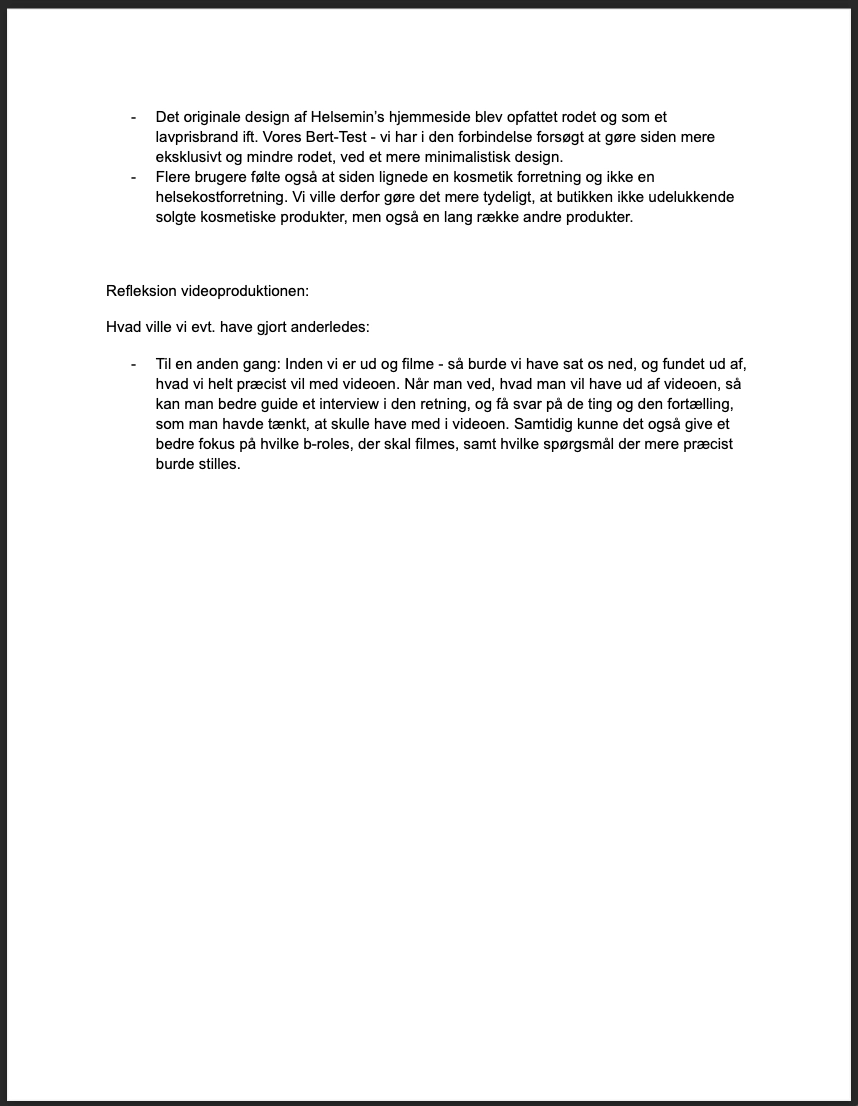 - Det originale design af Helsemin’s hjemmeside blev opfattet rodet og som et
lavprisbrand ift. Vores Bert-Test - vi har i den forbindelse forsøgt at gøre siden mere
eksklusivt og mindre rodet, ved et mere minimalistisk design.
- Flere brugere følte også at siden lignede en kosmetik forretning og ikke en
helsekostforretning. Vi ville derfor gøre det mere tydeligt, at butikken ikke udelukkende
solgte kosmetiske produkter, men også en lang række andre produkter.
Refleksion videoproduktionen:
Hvad ville vi evt. have gjort anderledes:
- Til en anden gang: Inden vi er ud og filme - så burde vi have sat os ned, og fundet ud af,
hvad vi helt præcist vil med videoen. Når man ved, hvad man vil have ud af videoen, så
kan man bedre guide et interview i den retning, og få svar på de ting og den fortælling,
som man havde tænkt, at skulle have med i videoen. Samtidig kunne det også give et
bedre fokus på hvilke b-roles, der skal filmes, samt hvilke spørgsmål der mere præcist
burde stilles.